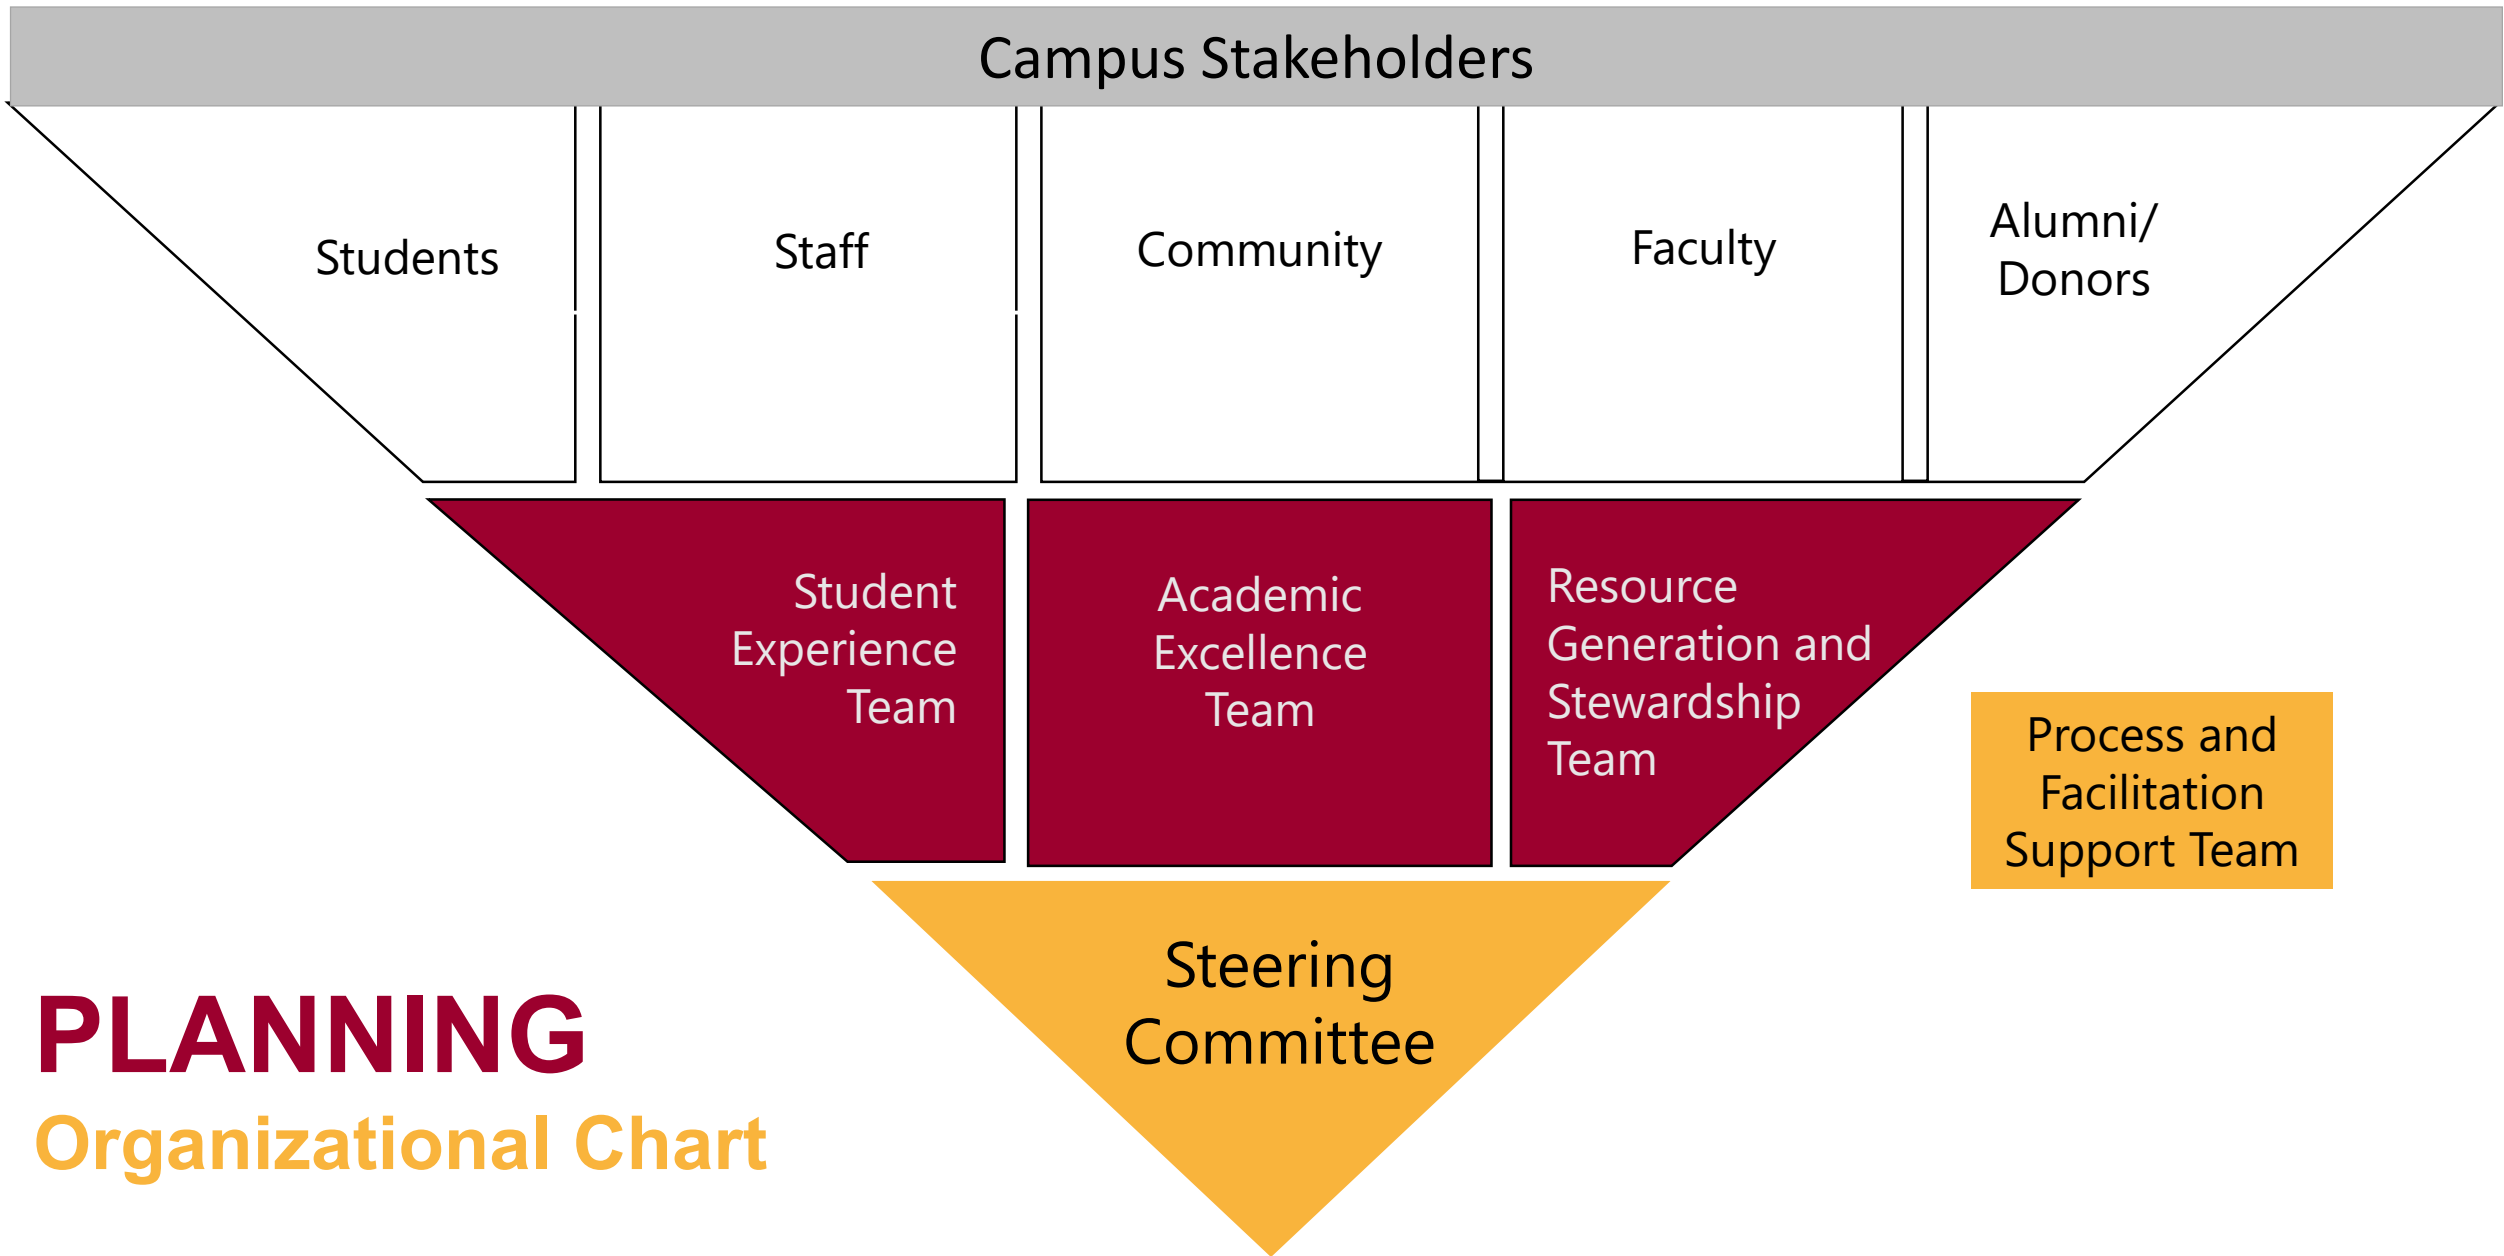 Campus Stakeholders
Students
Staff
Community
Faculty
Alumni/
Donors
Student
Experience
Team
Academic
Excellence
Team
Resource
Generation and
Stewardship
Team
Process and
Facilitation
Support Team
Steering
Committee
PLANNING
Organizational Chart